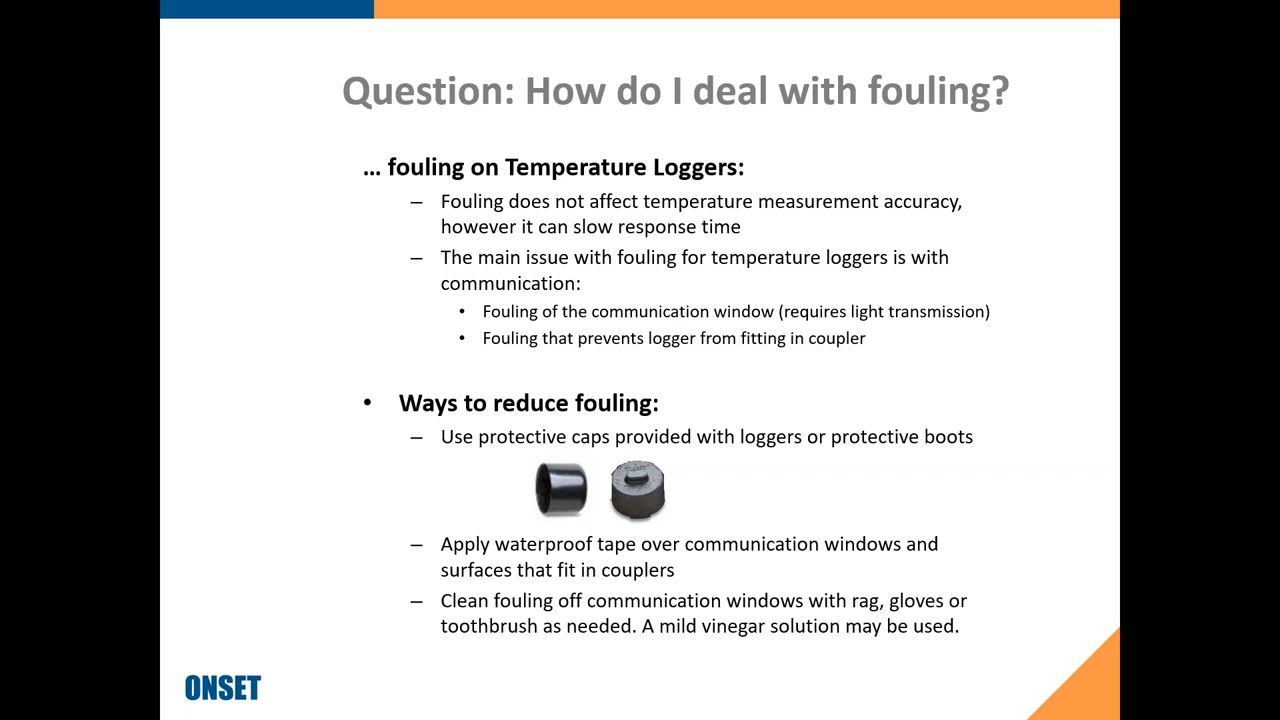 Question: How do I deal with fouling?
... fouling on Temperature Loggers:
– Fouling does not affect temperature measurement accuracy,
however it can slow response time
– The main issue with fouling for temperature loggers is with
communication:
• Fouling of the communication window (requires light transmission)
• Fouling that prevents logger from fitting in coupler
• Ways to reduce fouling:
– Use protective caps provided with loggers or protective boots
– Apply waterproof tape over communication windows and
surfaces that fit in couplers
– Clean fouling off communication windows with rag, gloves or
toothbrush as needed. A mild vinegar solution may be used.
ONSET